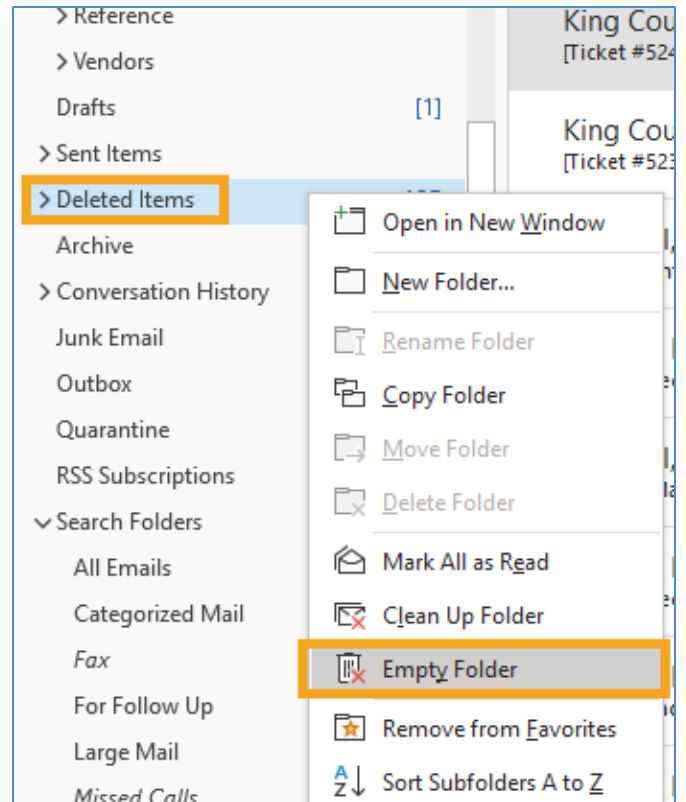 Reference
Vendors
Drafts [1]
Sent Items
Deleted Items
Archive
Conversation History
Junk Email
Outbox
Quarantine
RSS Subscriptions
Search Folders
All Emails
Categorized Mail
Fax
For Follow Up
Large Mail
Missed Calls
Open in New Window
New Folder...
Rename Folder
Copy Folder
Move Folder
Delete Folder
Mark All as Read
Clean Up Folder
Empty Folder
Remove from Favorites
Sort Subfolders A to Z
King Cou
[Ticket #524
King Cou
[Ticket #523